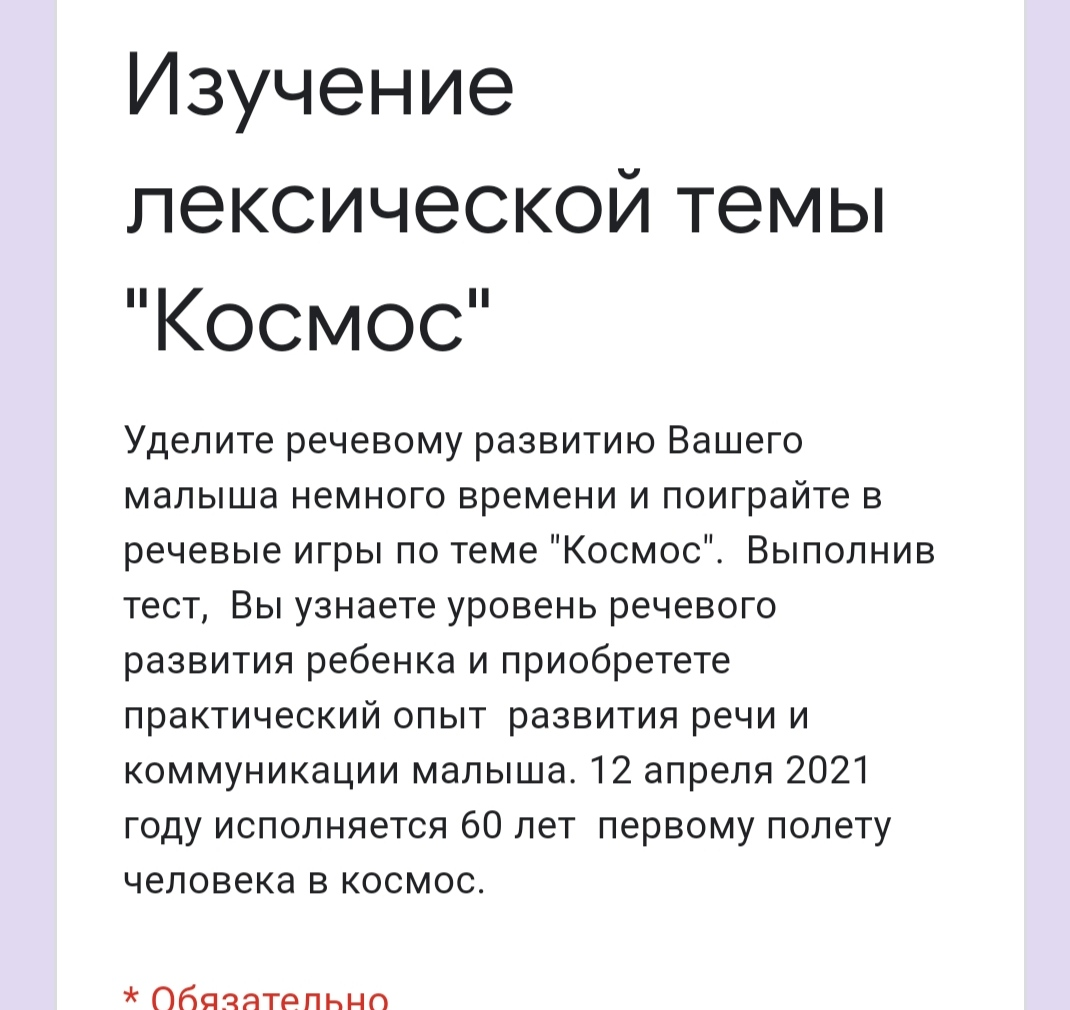 Изучение
лексической темы
"Космос"
Уделите речевому развитию Вашего
малыша немного времени и поиграйте в
речевые игры по теме "Космос".  Выполнив
тест,  Вы узнаете уровень речевого
развития ребенка и приобретете
практический опыт  развития речи и
коммуникации малыша. 12 апреля 2021
году исполняется 60 лет  первому полету
человека в космос.
* Обязательно